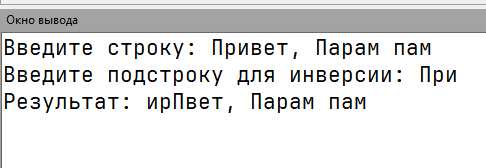 Окно вывода
Введите строку: Привет, Парам пам
Введите подстроку для инверсии: При
Результат: ирПвет, Парам пам